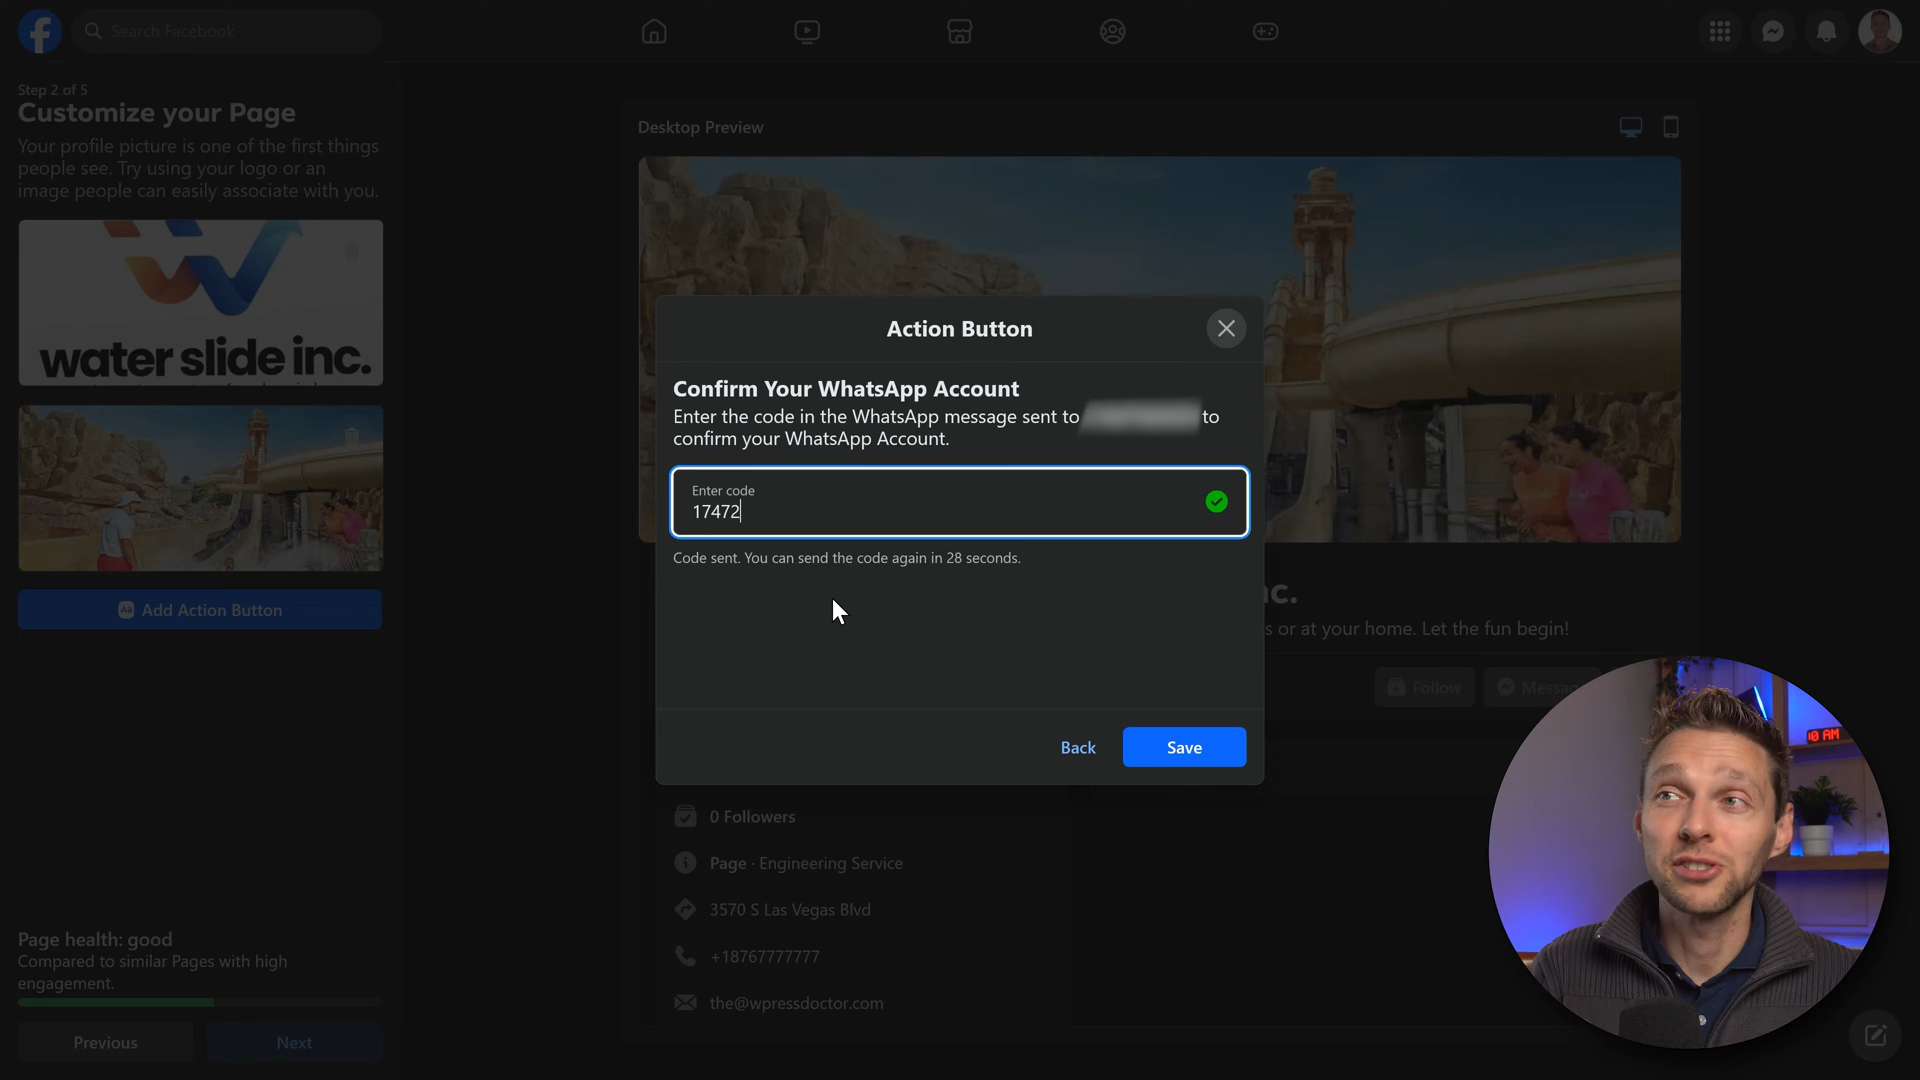 Search Facebook
Step 2 of 5
Customize your Page
Your profile picture is one of the first things
people see. Try using your logo or an
image people can easily associate with you.
water slide inc.
Add Action Button
Page health: good
Compared to similar Pages with high
engagement.
Previous
Next
Desktop Preview
Action Button
Confirm Your WhatsApp Account
Enter the code in the WhatsApp message sent to
to
confirm your WhatsApp Account.
Enter code
17472
Code sent. You can send the code again in 28 seconds.
Back
Save
s or at your home. Let the fun begin!
Follow
0 Followers
Page · Engineering Service
3570 S Las Vegas Blvd
+18767777777
the@wpressdoctor.com
AM